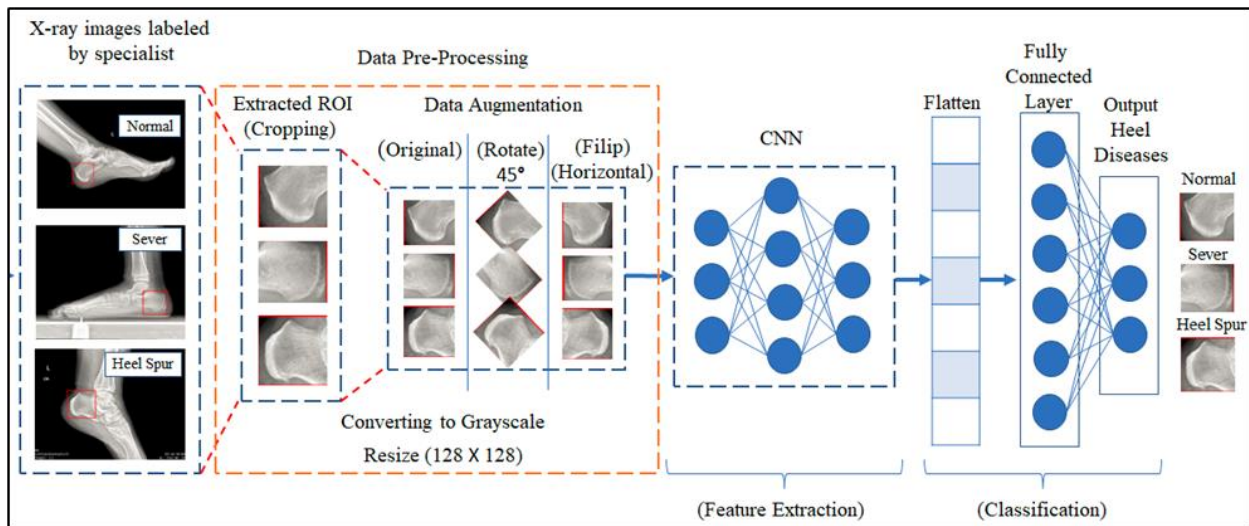 X-ray images labeled
by specialist
Normal
Sever
Heel Spur
Data Pre-Processing
Extracted ROI
(Cropping)
Data Augmentation
(Original)
(Rotate)
45°
(Filip)
(Horizontal)
Converting to Grayscale
Resize (128 X 128)
CNN
(Feature Extraction)
Flatten
Fully
Connected
Layer
Output
Heel
Diseases
Normal
Sever
Heel Spur
(Classification)